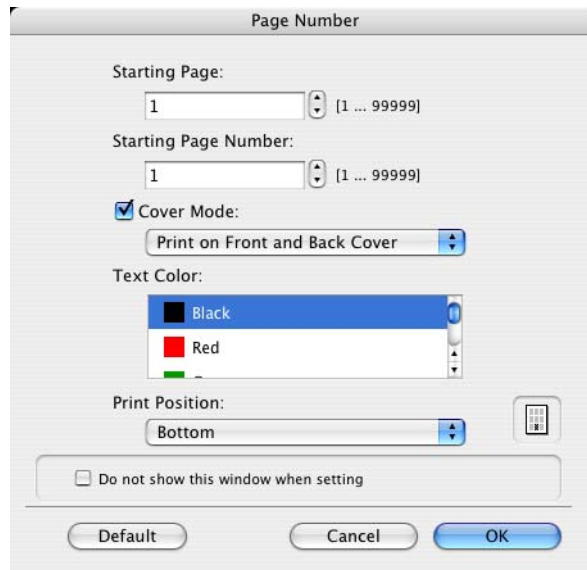 Page Number
Starting Page:
1 [1 ... 99999]
Starting Page Number:
1 [1 ... 99999]
Cover Mode:
Print on Front and Back Cover
Text Color:
Black
Red
Print Position:
Bottom
Do not show this window when setting
Default Cancel OK